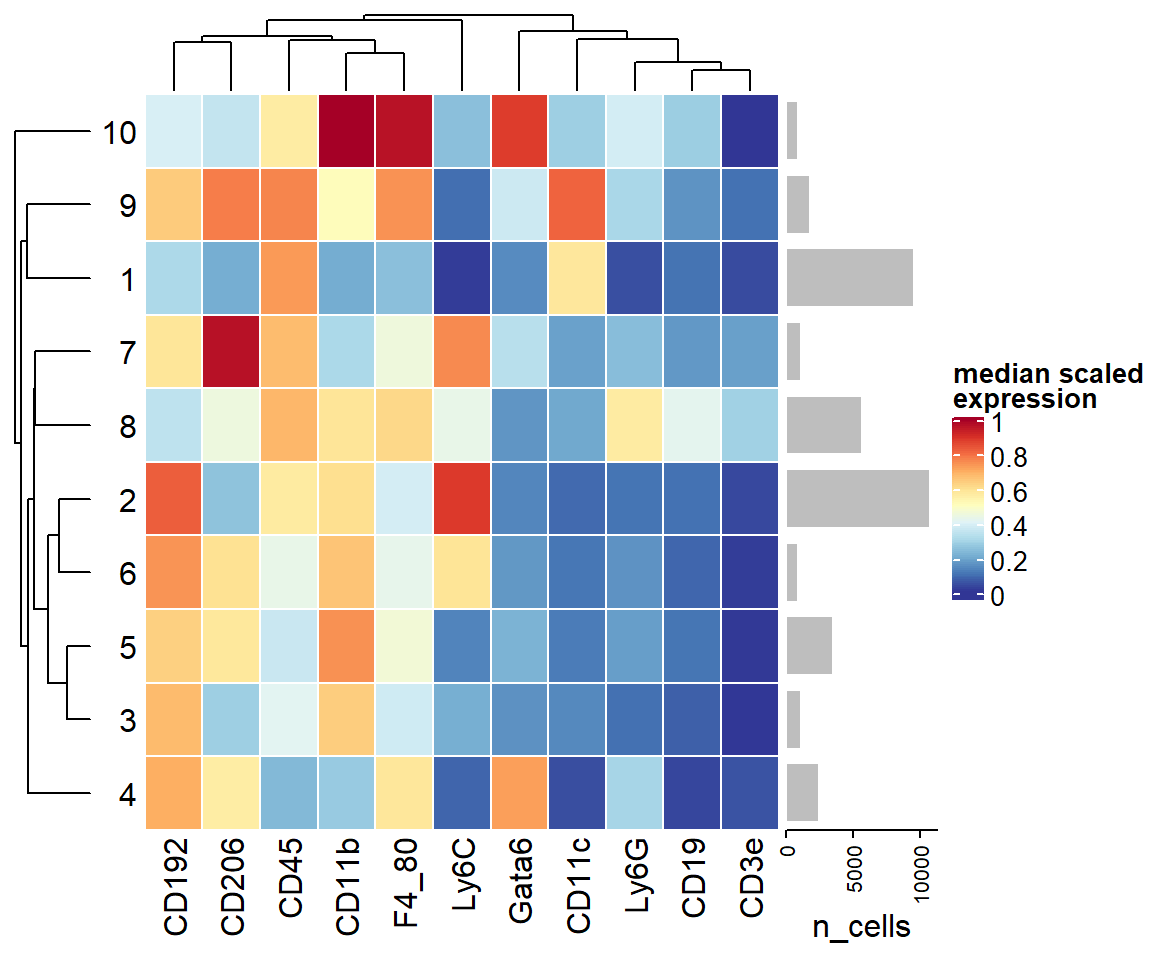 10
9
1
7
8
2
6
5
3
4
CD192
CD206
CD45
CD11b
F4_80
Ly6C
Gata6
CD11c
Ly6G
CD19
CD3e
0
5000
10000
n_cells
median scaled
expression
1
0.8
0.6
0.4
0.2
0